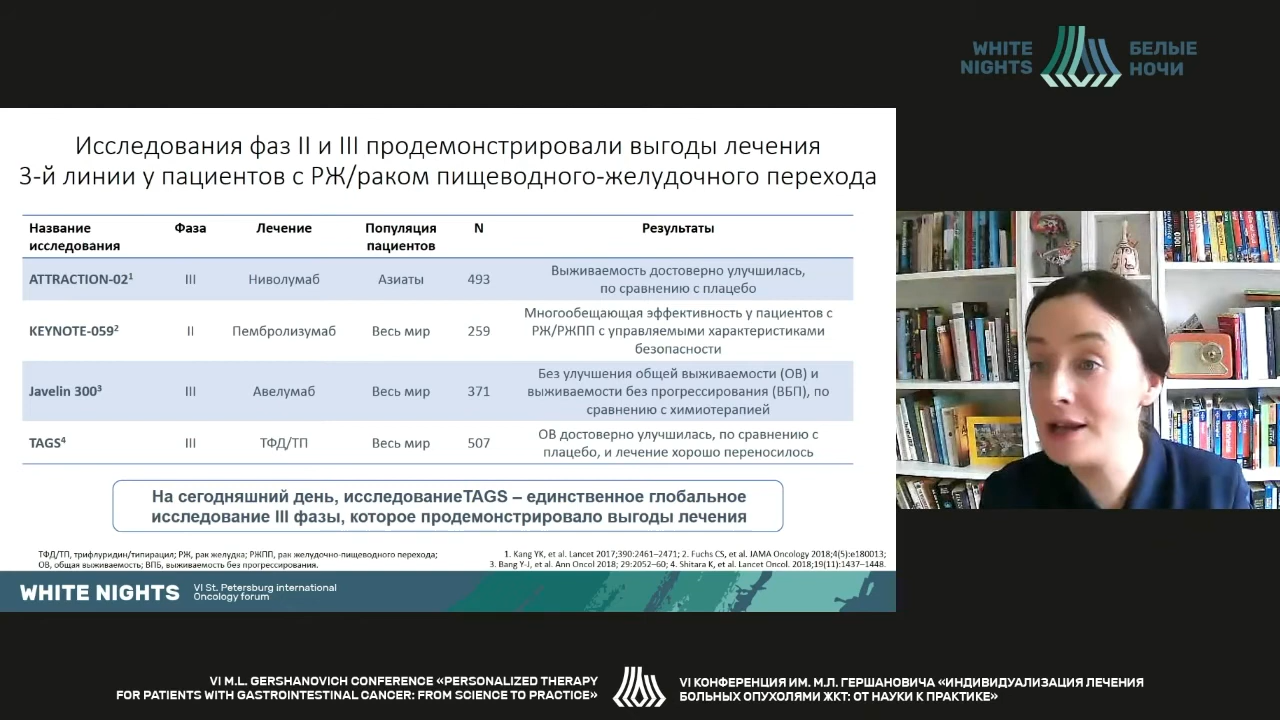 WHITE
NIGHTS
БЕЛЫЕ
НОЧИ
Исследования фаз II и III продемонстрировали выгоды лечения
3-й линии у пациентов с РЖ/раком пищеводного-желудочного перехода
Название
исследования
Фаза
Лечение
Популяция
пациентов
N
Результаты
ATTRACTION-02¹
III
Ниволумаб
Азиаты
493
Выживаемость достоверно улучшилась,
по сравнению с плацебо
KEYNOTE-059²
II
Пембролизумаб
Весь мир
259
Многообещающая эффективность у пациентов с
РЖ/РЖПП с управляемыми характеристиками
безопасности
Javelin 300³
III
Авелумаб
Весь мир
371
Без улучшения общей выживаемости (ОВ) и
выживаемости без прогрессирования (ВБП), по
сравнению с химиотерапией
TAGS⁴
III
ТФД/ТП
Весь мир
507
ОВ достоверно улучшилась, по сравнению с
плацебо, и лечение хорошо переносилось
На сегодняшний день, исследованиеTAGS – единственное глобальное
исследование III фазы, которое продемонстрировало выгоды лечения
ТФД/ТП, трифлуридин/типирацил; РЖ, рак желудка; РЖПП, рак желудочно-пищеводного перехода;
ОВ, общая выживаемость; ВПБ, выживаемость без прогрессирования.
1. Kang YK, et al. Lancet 2017;390:2461–2471; 2. Fuchs CS, et al. JAMA Oncology 2018;4(5):e180013;
3. Bang Y-J, et al. Ann Oncol 2018; 29:2052–60; 4. Shitara K, et al. Lancet Oncol. 2018;19(11):1437–1448.
WHITE NIGHTS
VI St. Petersburg international
Oncology forum
VI M.L. GERSHANOVICH CONFERENCE «PERSONALIZED THERAPY
FOR PATIENTS WITH GASTROINTESTINAL CANCER: FROM SCIENCE TO PRACTICE»
VI КОНФЕРЕНЦИЯ ИМ. М.Л. ГЕРШАНОВИЧА «ИНДИВИДУАЛИЗАЦИЯ ЛЕЧЕНИЯ
БОЛЬНЫХ ОПУХОЛЯМИ ЖКТ: ОТ НАУКИ К ПРАКТИКЕ»